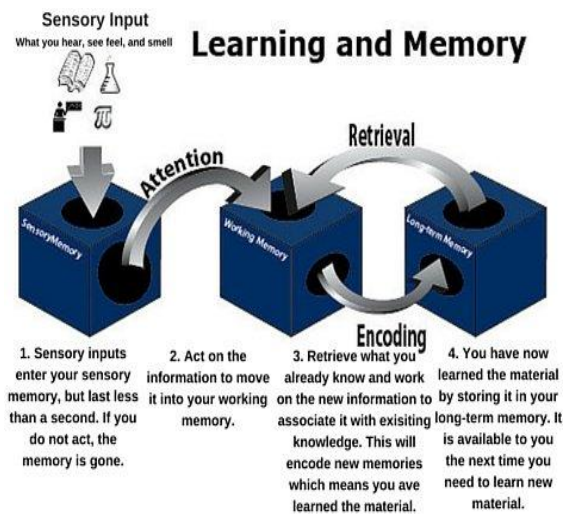 Sensory Input
What you hear, see feel, and smell
Learning and Memory
π
Attention
Retrieval
SensoryMemory
Working Memory
Long-term Memory
Encoding
1. Sensory inputs
enter your sensory
memory, but last less
than a second. If you
do not act, the
memory is gone.
2. Act on the
information to move
it into your working
memory.
3. Retrieve what you
already know and work
on the new information to
associate it with exisiting
knowledge. This will
encode new memories
which means you ave
learned the material.
4. You have now
learned the material
by storing it in your
long-term memory. It
is available to you
the next time you
need to learn new
material.